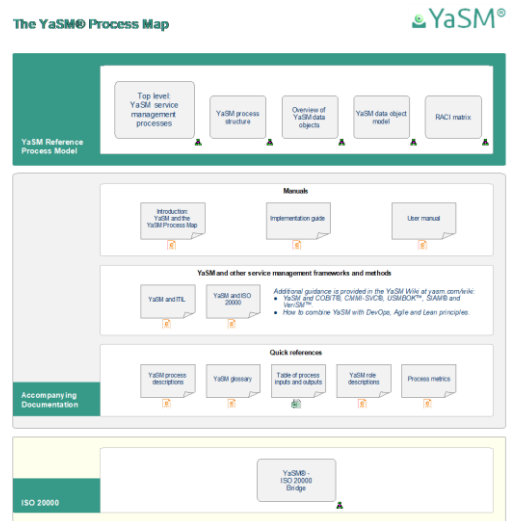 The YaSM® Process Map
YaSM®
Top level:
YaSM service
management
processes
YaSM process
structure
Overview of
YaSM data
objects
YaSM data object
model
RACI matrix
YaSM Reference
Process Model
Manuals
Introduction:
YaSM and the
YaSM Process Map
Implementation guide
User manual
YaSM and other service management frameworks and methods
YaSM and ITIL
YaSM and ISO
20000
Additional guidance is provided in the YaSM Wiki at yasm.com/wiki:
● YaSM and COBIT®, CMMI-SVC®, USMBOK™, SIAM® and
VeriSM™
● How to combine YaSM with DevOps, Agile and Lean principles.
Quick references
YaSM process
descriptions
YaSM glossary
Table of process
inputs and outputs
YaSM role
descriptions
Process metrics
Accompanying
Documentation
YaSM® -
ISO 20000
Bridge
ISO 20000